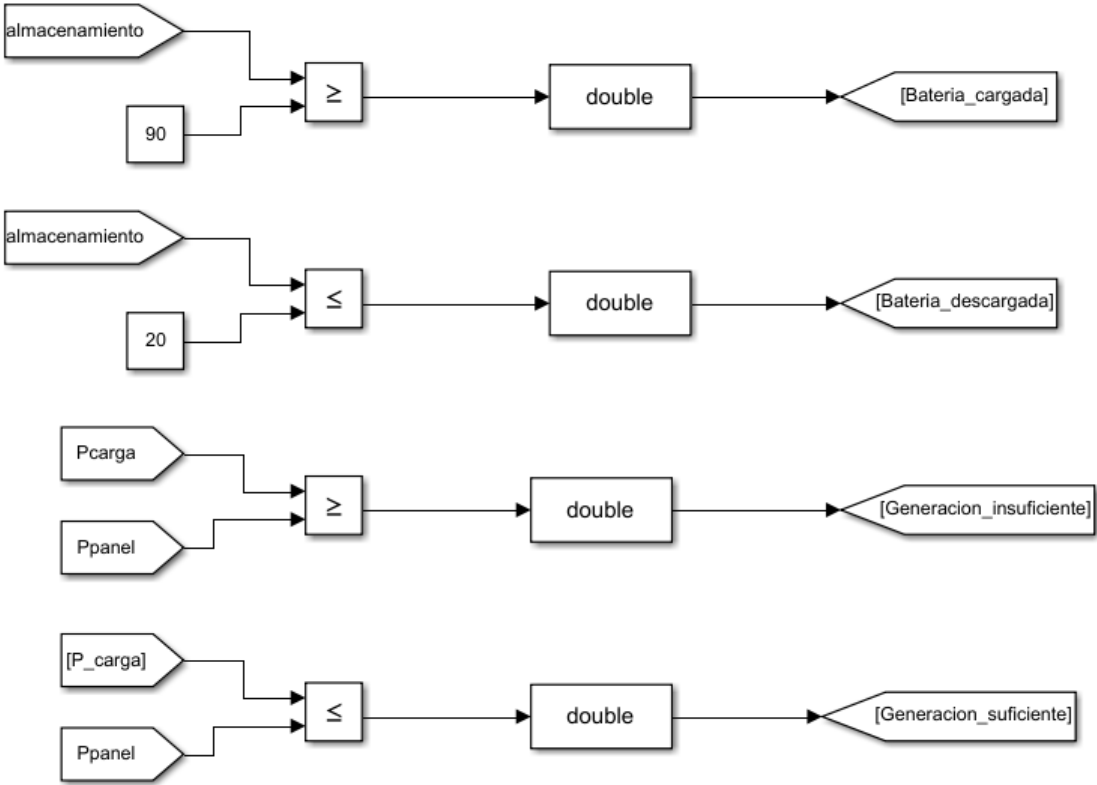 almacenamiento
90
≥
double
[Bateria_cargada]
almacenamiento
20
≤
double
[Bateria_descargada]
Pcarga
Ppanel
≥
double
[Generacion_insuficiente]
[P_carga]
Ppanel
≤
double
[Generacion_suficiente]